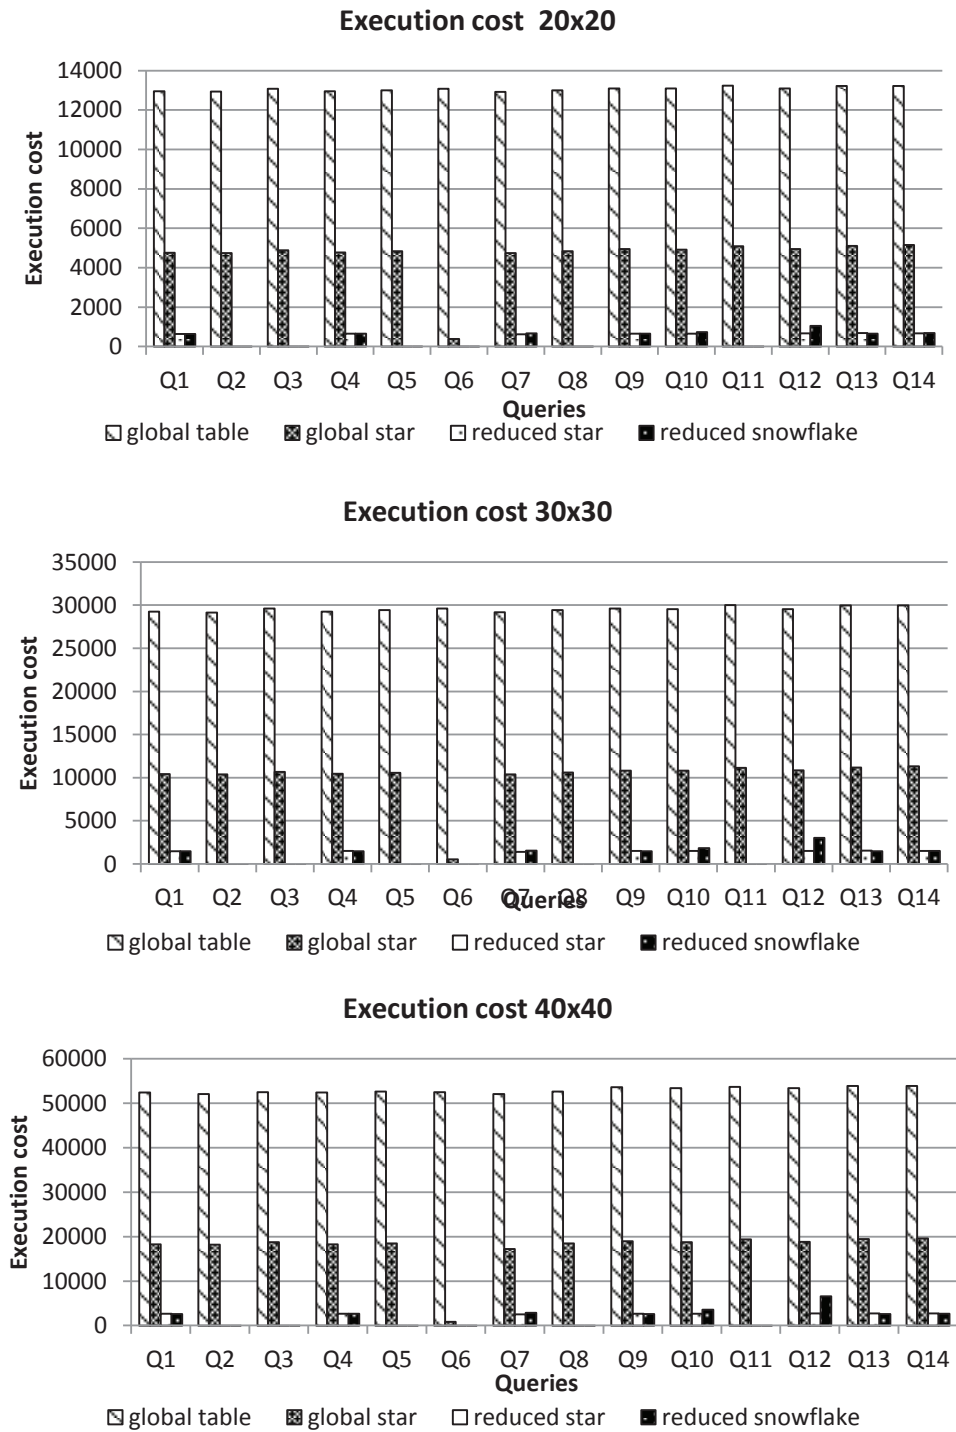 Execution cost 20x20
14000
12000
10000
8000
6000
4000
2000
0
Execution cost
Q1 Q2 Q3 Q4 Q5 Q6 Q7 Q8 Q9 Q10 Q11 Q12 Q13 Q14
Queries
global table global star reduced star reduced snowflake
Execution cost 30x30
35000
30000
25000
20000
15000
10000
5000
0
Execution cost
Q1 Q2 Q3 Q4 Q5 Q6 Q7 Q8 Q9 Q10 Q11 Q12 Q13 Q14
Queries
global table global star reduced star reduced snowflake
Execution cost 40x40
60000
50000
40000
30000
20000
10000
0
Execution cost
Q1 Q2 Q3 Q4 Q5 Q6 Q7 Q8 Q9 Q10 Q11 Q12 Q13 Q14
Queries
global table global star reduced star reduced snowflake